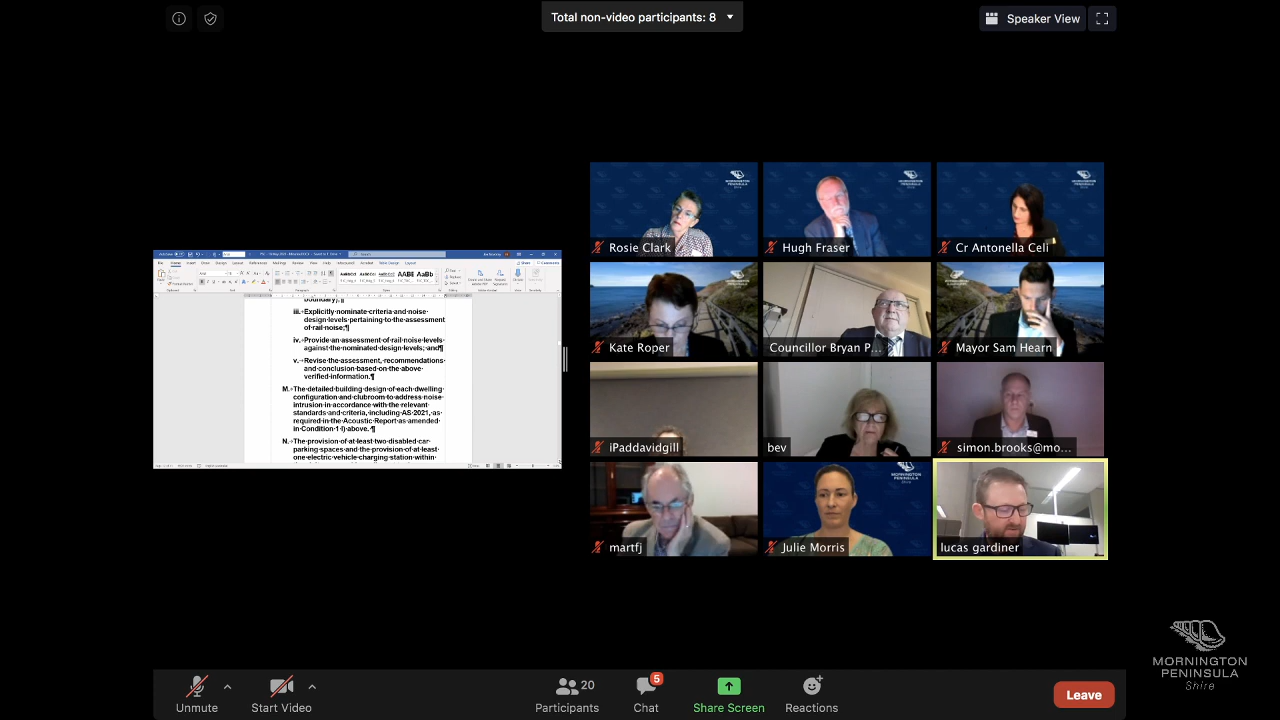 Total non-video participants: 8
Speaker View
MORNINGTON
PENINSULA
Shire
Rosie Clark
Hugh Fraser
Cr Antonella Celi
Kate Roper
Councillor Bryan P...
Mayor Sam Hearn
iPaddavidgill
bev
simon.brooks@mo...
martfj
Julie Morris
lucas gardiner
boundary;¶
iii.→Explicitly·nominate·criteria·and·noise·
design·levels·pertaining·to·the·assessment
of·rail·noise;¶
iv.→Provide·an·assessment·of·rail·noise·levels·
against·the·nominated·design·levels;·and¶
v.→Revise·the·assessment,·recommendations·
and·conclusion·based·on·the·above·
verified·information.¶
M.→The·detailed·building·design·of·each·dwelling·
configuration·and·clubroom·to·address·noise·
intrusion·in·accordance·with·the·relevant·
standards·and·criteria,·including·AS·2021,·as·
required·in·the·Acoustic·Report·as·amended·
in·Condition·1·l)·above.·¶
N.→The·provision·of·at·least·two·disabled·car·
parking·spaces·and·the·provision·of·at·least·
one·electric·vehicle·charging·station·within·
MORNINGTON
PENINSULA
Shire
Unmute
Start Video
20
Participants
5
Chat
Share Screen
Reactions
Leave